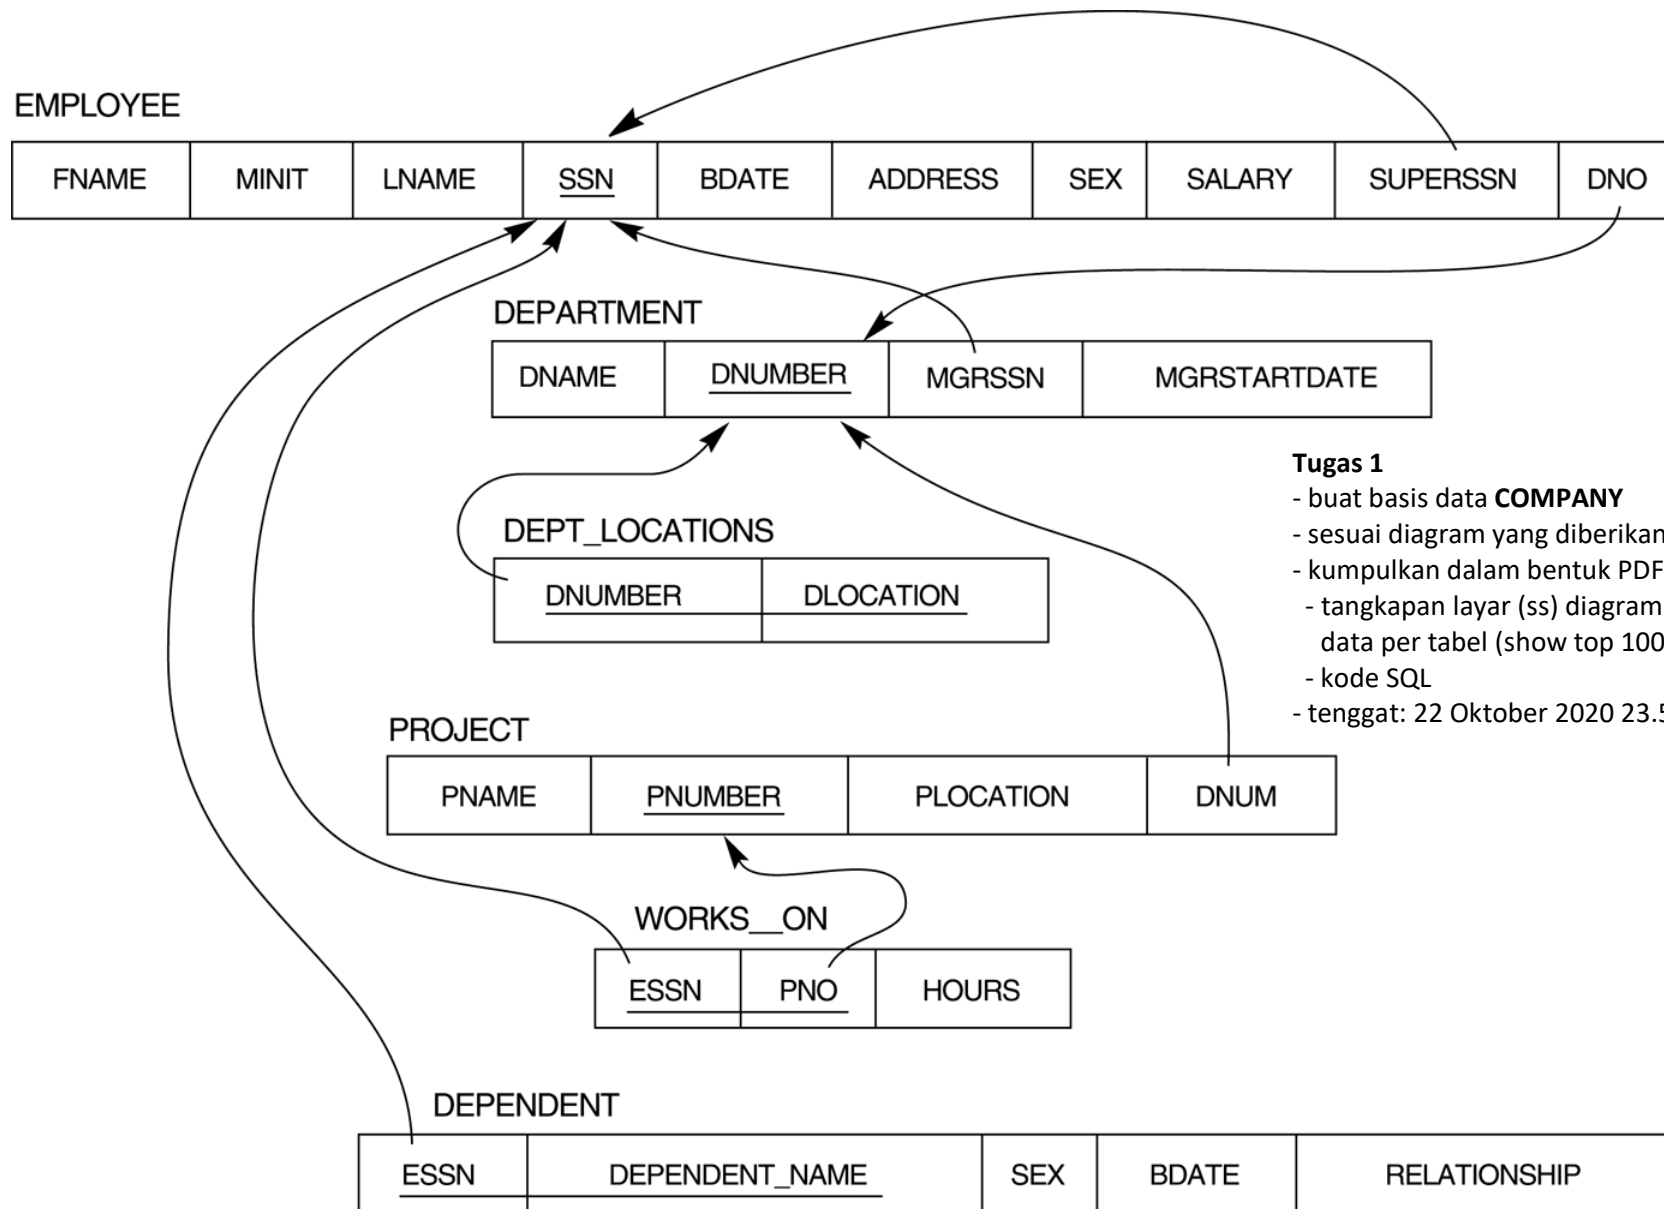 EMPLOYEE
FNAME MINIT LNAME SSN BDATE ADDRESS SEX SALARY SUPERSSN DNO
DEPARTMENT
DNAME DNUMBER MGRSSN MGRSTARTDATE
Tugas 1
- buat basis data COMPANY
- sesuai diagram yang diberikan
- kumpulkan dalam bentuk PDF
- tangkapan layar (ss) diagram
data per tabel (show top 100
- kode SQL
- tenggat: 22 Oktober 2020 23.5
DEPT_LOCATIONS
DNUMBER DLOCATION
PROJECT
PNAME PNUMBER PLOCATION DNUM
WORKS_ON
ESSN PNO HOURS
DEPENDENT
ESSN DEPENDENT_NAME SEX BDATE RELATIONSHIP